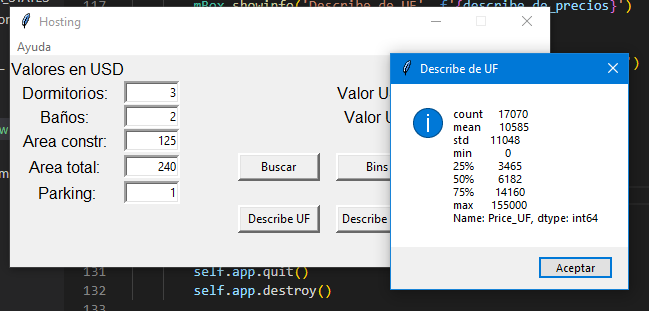 117 mBox.showinfo('Describe de UF', f'{describe_de_precios}')
Hosting
Ayuda
Valores en USD
Dormitorios: 3
Baños: 2
Area constr: 125
Area total: 240
Parking: 1
Valor U
Valor U
Buscar
Bins
Describe UF
Describe
Describe de UF
count 17070
mean 10585
std 11048
min 0
25% 3465
50% 6182
75% 14160
max 155000
Name: Price_UF, dtype: int64
Aceptar
131 self.app.quit()
132 self.app.destroy()
133